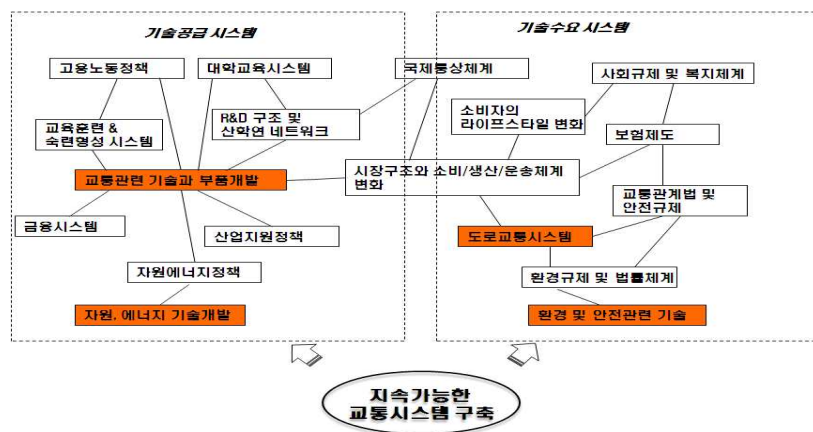 기술공급 시스템
기술수요 시스템
고용노동정책
대학교육시스템
국제통상체계
사회규제 및 복지체계
교육훈련 &
숙련형성 시스템
R&D 구조 및
산학연 네트워크
소비자의
라이프스타일 변화
보험제도
교통관련 기술과 부품개발
시장구조와 소비/생산/운송체계
변화
교통관계법 및
안전규제
금융시스템
산업지원정책
도로교통시스템
자원에너지정책
환경규제 및 법률체계
자원, 에너지 기술개발
환경 및 안전관련 기술
지속가능한
교통시스템 구축